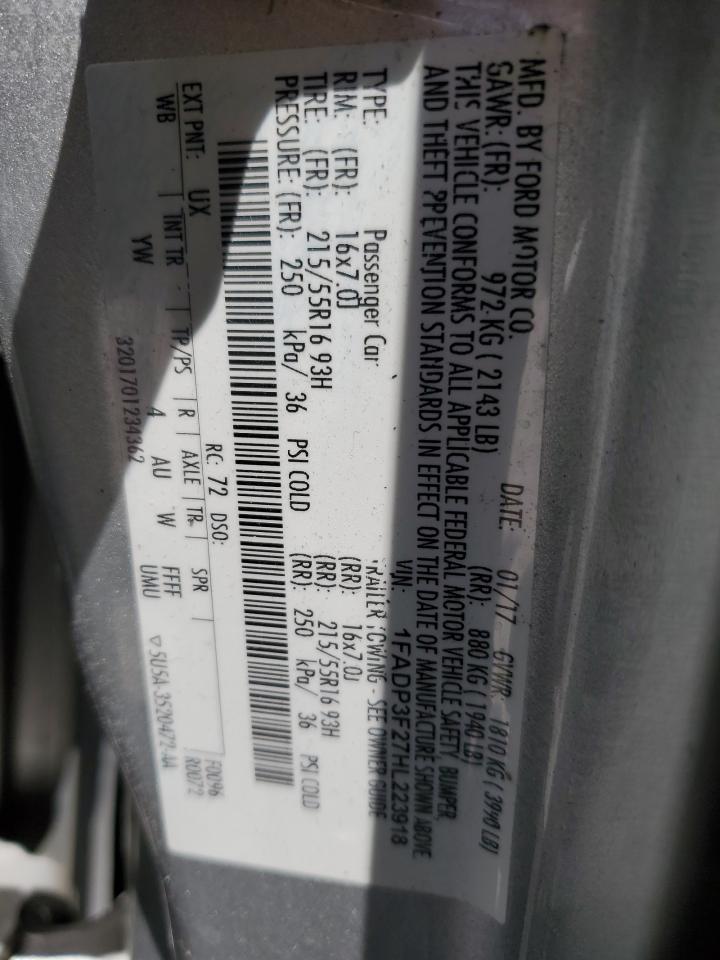 MFD. BY FORD MOTOR CO.
DATE: 01/17 GVWR: 1810 KG ( 3990 LB)
GAWR: (FR): 972 KG ( 2143 LB) (RR): 880 KG ( 1940 LB)
THIS VEHICLE CONFORMS TO ALL APPLICABLE FEDERAL MOTOR VEHICLE SAFETY, BUMPER,
AND THEFT PREVENTION STANDARDS IN EFFECT ON THE DATE OF MANUFACTURE SHOWN ABOVE
VIN: 1FADP3F27HL223918
TYPE: Passenger Car TRAILER TOWING - SEE OWNER GUIDE
RIM: (FR): 16x7.0J (RR): 16x7.0J
TIRE: (FR): 215/55R16 93H (RR): 215/55R16 93H
PRESSURE: (FR): 250 kPa/ 36 PSI COLD (RR): 250 kPa/ 36 PSI COLD
EXT PNT: UX RC: 72 DSO: F0096
WB INT TR TP/PS R AXLE TR SPR R0072
YW 4 AU W FFFF UMU
3201701234362 ▽5U5A-3520472-AA